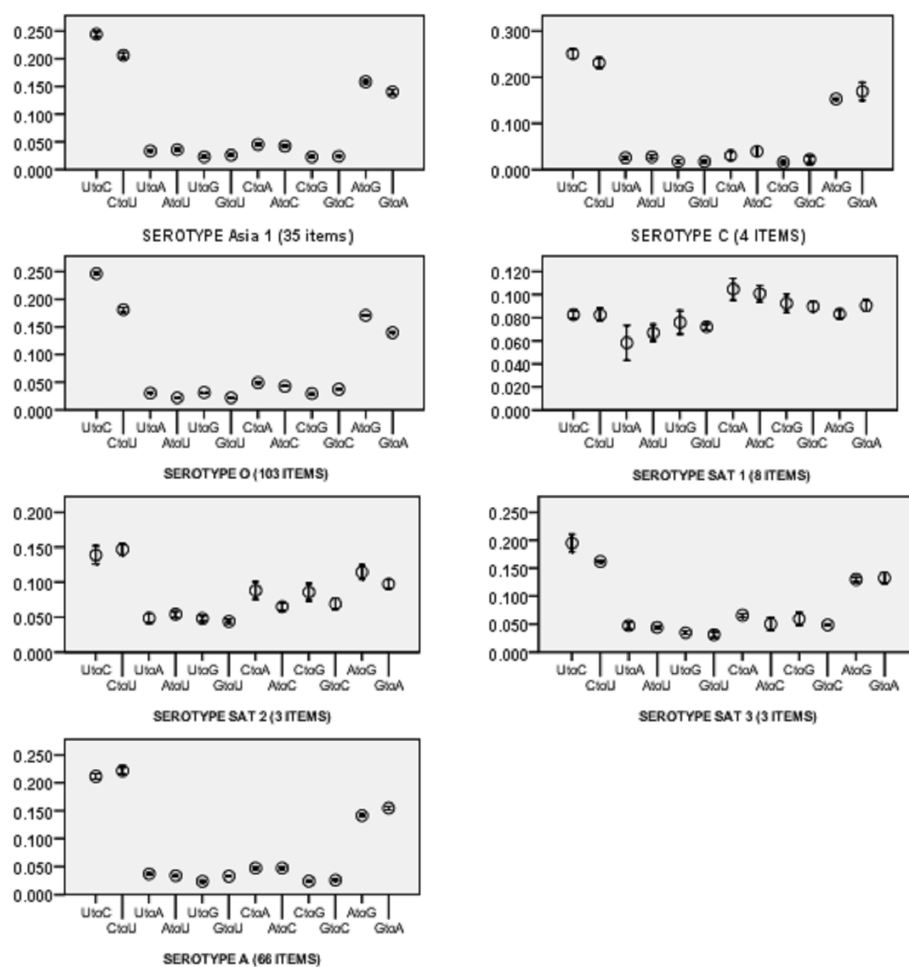 0.250
0.200
0.150
0.100
0.050
0.000
UtoC UtoA UtoG CtoA CtoG AtoG
CtoU AtoU GtoU AtoC GtoC GtoA
SEROTYPE Asia 1 (35 items)
0.300
0.200
0.100
0.000
UtoC UtoA UtoG CtoA CtoG AtoG
CtoU AtoU GtoU AtoC GtoC GtoA
SEROTYPE C (4 ITEMS)
0.250
0.200
0.150
0.100
0.050
0.000
UtoC UtoA UtoG CtoA CtoG AtoG
CtoU AtoU GtoU AtoC GtoC GtoA
SEROTYPE O (103 ITEMS)
0.120
0.100
0.080
0.060
0.040
0.020
0.000
UtoC UtoA UtoG CtoA CtoG AtoG
CtoU AtoU GtoU AtoC GtoC GtoA
SEROTYPE SAT 1 (8 ITEMS)
0.200
0.150
0.100
0.050
0.000
UtoC UtoA UtoG CtoA CtoG AtoG
CtoU AtoU GtoU AtoC GtoC GtoA
SEROTYPE SAT 2 (3 ITEMS)
0.250
0.200
0.150
0.100
0.050
0.000
UtoC UtoA UtoG CtoA CtoG AtoG
CtoU AtoU GtoU AtoC GtoC GtoA
SEROTYPE SAT 3 (3 ITEMS)
0.250
0.200
0.150
0.100
0.050
0.000
UtoC UtoA UtoG CtoA CtoG AtoG
CtoU AtoU GtoU AtoC GtoC GtoA
SEROTYPE A (66 ITEMS)